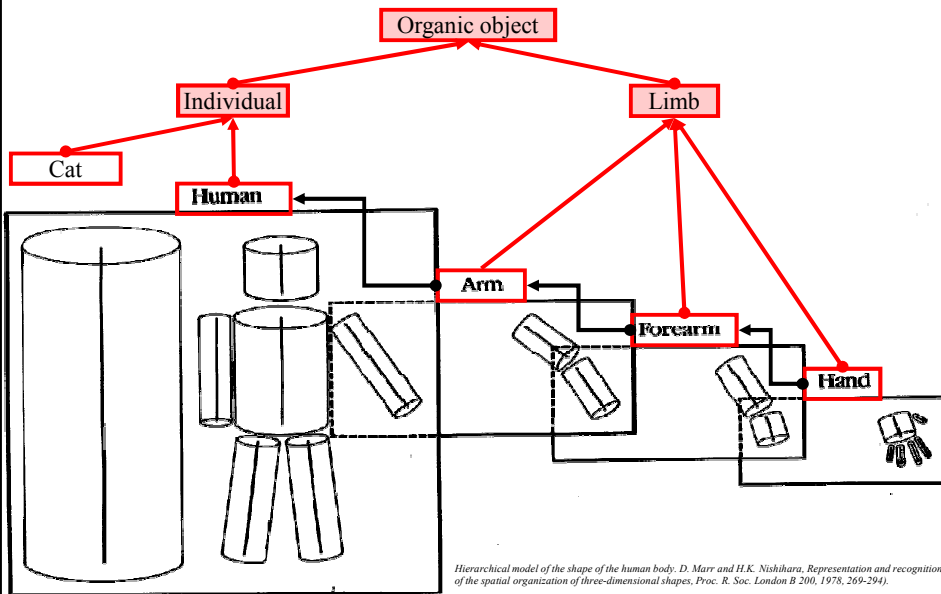 Organic object
Individual
Limb
Cat
Human
Arm
Forearm
Hand
Hierarchical model of the shape of the human body. D. Marr and H.K. Nishihara, Representation and recognition
of the spatial organization of three-dimensional shapes, Proc. R. Soc. London B 200, 1978, 269-294).